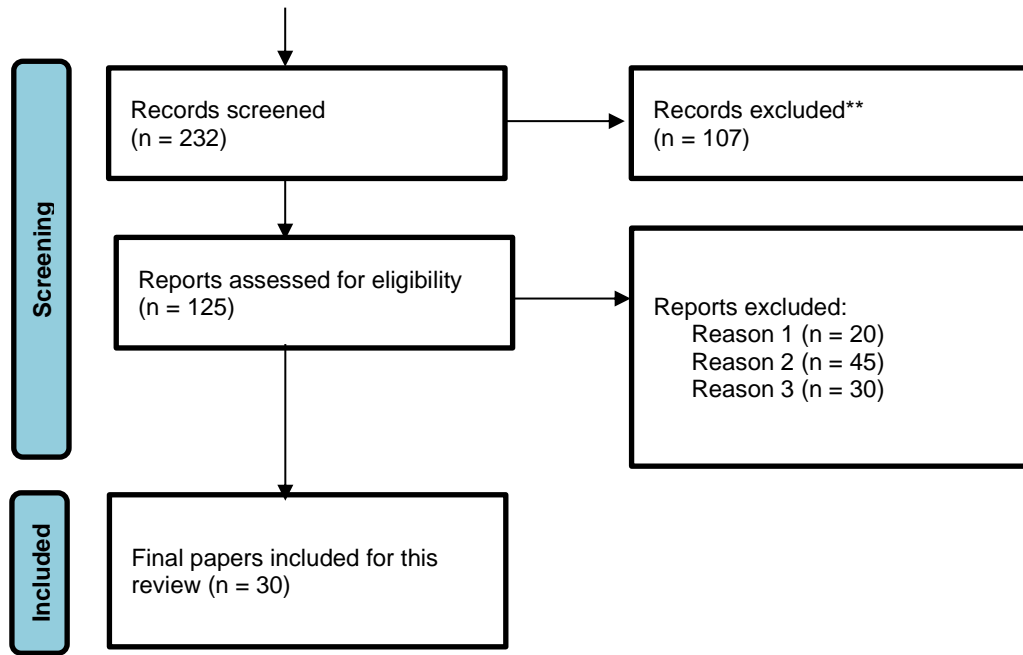 Screening
Records screened
(n = 232)
Records excluded**
(n = 107)
Reports assessed for eligibility
(n = 125)
Reports excluded:
Reason 1 (n = 20)
Reason 2 (n = 45)
Reason 3 (n = 30)
Included
Final papers included for this
review (n = 30)